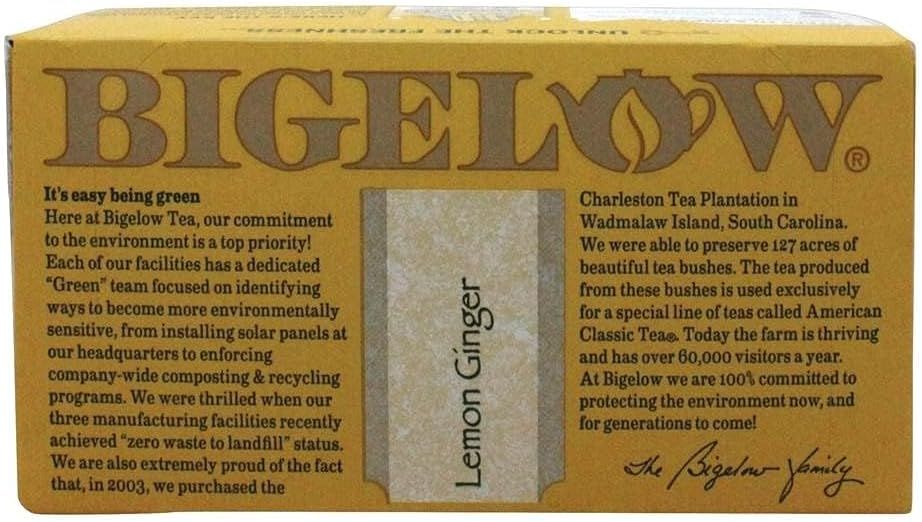 UNLOCK THE FRESHNESS
BIGELOW®
It's easy being green
Here at Bigelow Tea, our commitment
to the environment is a top priority!
Each of our facilities has a dedicated
"Green" team focused on identifying
ways to become more environmentally
sensitive, from installing solar panels at
our headquarters to enforcing
company-wide composting & recycling
programs. We were thrilled when our
three manufacturing facilities recently
achieved "zero waste to landfill" status.
We are also extremely proud of the fact
that, in 2003, we purchased the
Lemon Ginger
Charleston Tea Plantation in
Wadmalaw Island, South Carolina.
We were able to preserve 127 acres of
beautiful tea bushes. The tea produced
from these bushes is used exclusively
for a special line of teas called American
Classic Tea®. Today the farm is thriving
and has over 60,000 visitors a year.
At Bigelow we are 100% committed to
protecting the environment now, and
for generations to come!
The Bigelow Family